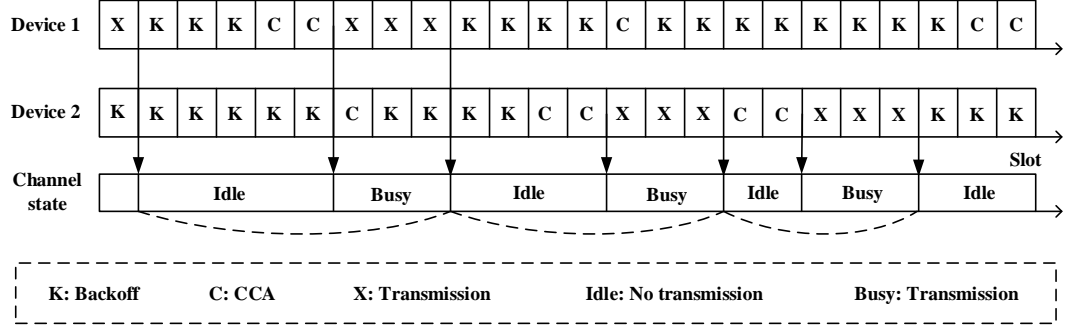 Device 1 X K K K C C X X X K K K K C K K K K K K K K C C
Device 2 K K K K K K C K K K K C C X X X C C X X X K K K
Slot
Channel state Idle Busy Idle Busy Idle Busy Idle
K: Backoff C: CCA X: Transmission Idle: No transmission Busy: Transmission